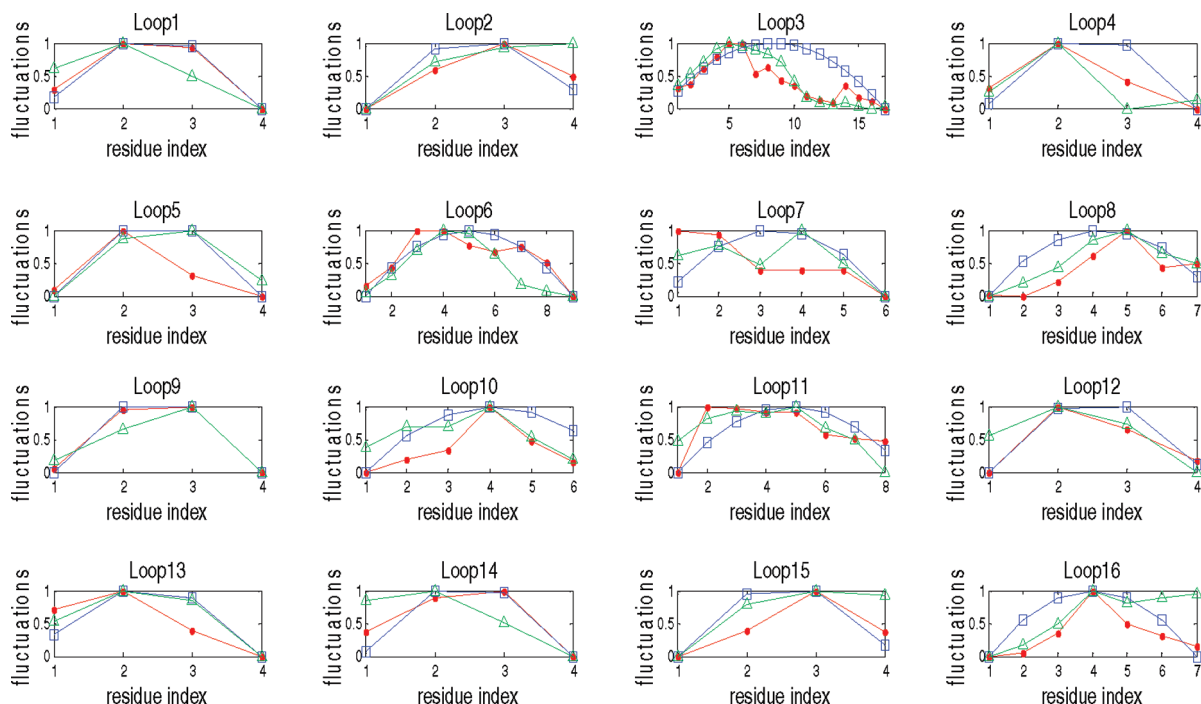 Loop1 Loop2 Loop3 Loop4
fluctuations 1 0.5 0 fluctuations 1 0.5 0 fluctuations 1 0.5 0 fluctuations 1 0.5 0
1 2 3 4 1 2 3 4 5 10 15 1 2 3 4
residue index residue index residue index residue index
Loop5 Loop6 Loop7 Loop8
fluctuations 1 0.5 0 fluctuations 1 0.5 0 fluctuations 1 0.5 0 fluctuations 1 0.5 0
1 2 3 4 2 4 6 8 1 2 3 4 5 6 1 2 3 4 5 6 7
residue index residue index residue index residue index
Loop9 Loop10 Loop11 Loop12
fluctuations 1 0.5 0 fluctuations 1 0.5 0 fluctuations 1 0.5 0 fluctuations 1 0.5 0
1 2 3 4 1 2 3 4 5 6 2 4 6 8 1 2 3 4
residue index residue index residue index residue index
Loop13 Loop14 Loop15 Loop16
fluctuations 1 0.5 0 fluctuations 1 0.5 0 fluctuations 1 0.5 0 fluctuations 1 0.5 0
1 2 3 4 1 2 3 4 1 2 3 4 1 2 3 4 5 6 7
residue index residue index residue index residue index